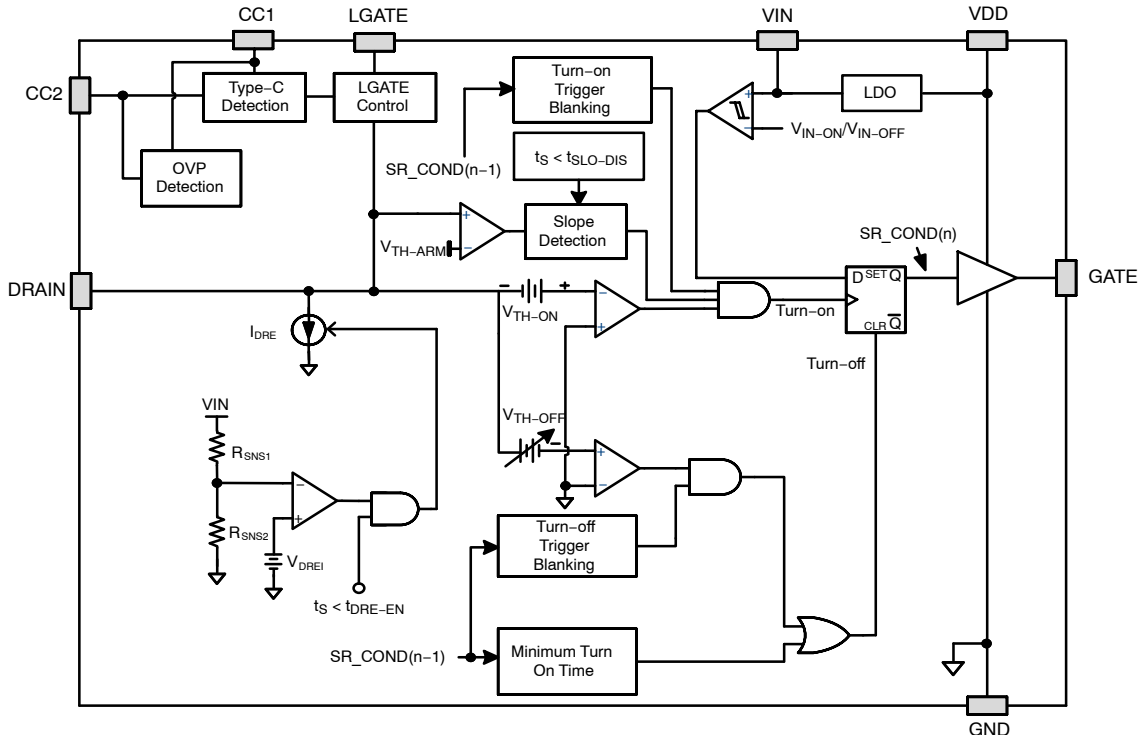 CC1
LGATE
VIN
VDD
CC2
Type−C
Detection
LGATE
Control
Turn−on
Trigger
Blanking
LDO
+
−
V_IN−ON/V_IN−OFF
OVP
Detection
SR_COND(n−1)
t_S < t_SLO−DIS
+
−
V_TH−ARM
Slope
Detection
SR_COND(n)
DRAIN
− +
V_TH−ON
−
+
Turn−on
D SET Q
CLR Q̅
GATE
I_DRE
Turn−off
VIN
V_TH−OFF
−
+
−
R_SNS1
−
+
R_SNS2
V_DREI
Turn−off
Trigger
Blanking
t_S < t_DRE−EN
SR_COND(n−1)
Minimum Turn
On Time
GND